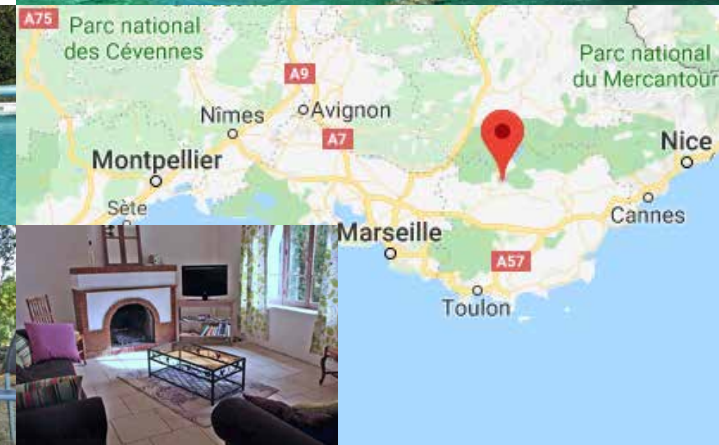 A75
Parc national
des Cévennes
Parc national
du Mercantour
A9
Nîmes
Avignon
A7
Nice
Montpellier
Sète
Cannes
Marseille
A57
Toulon